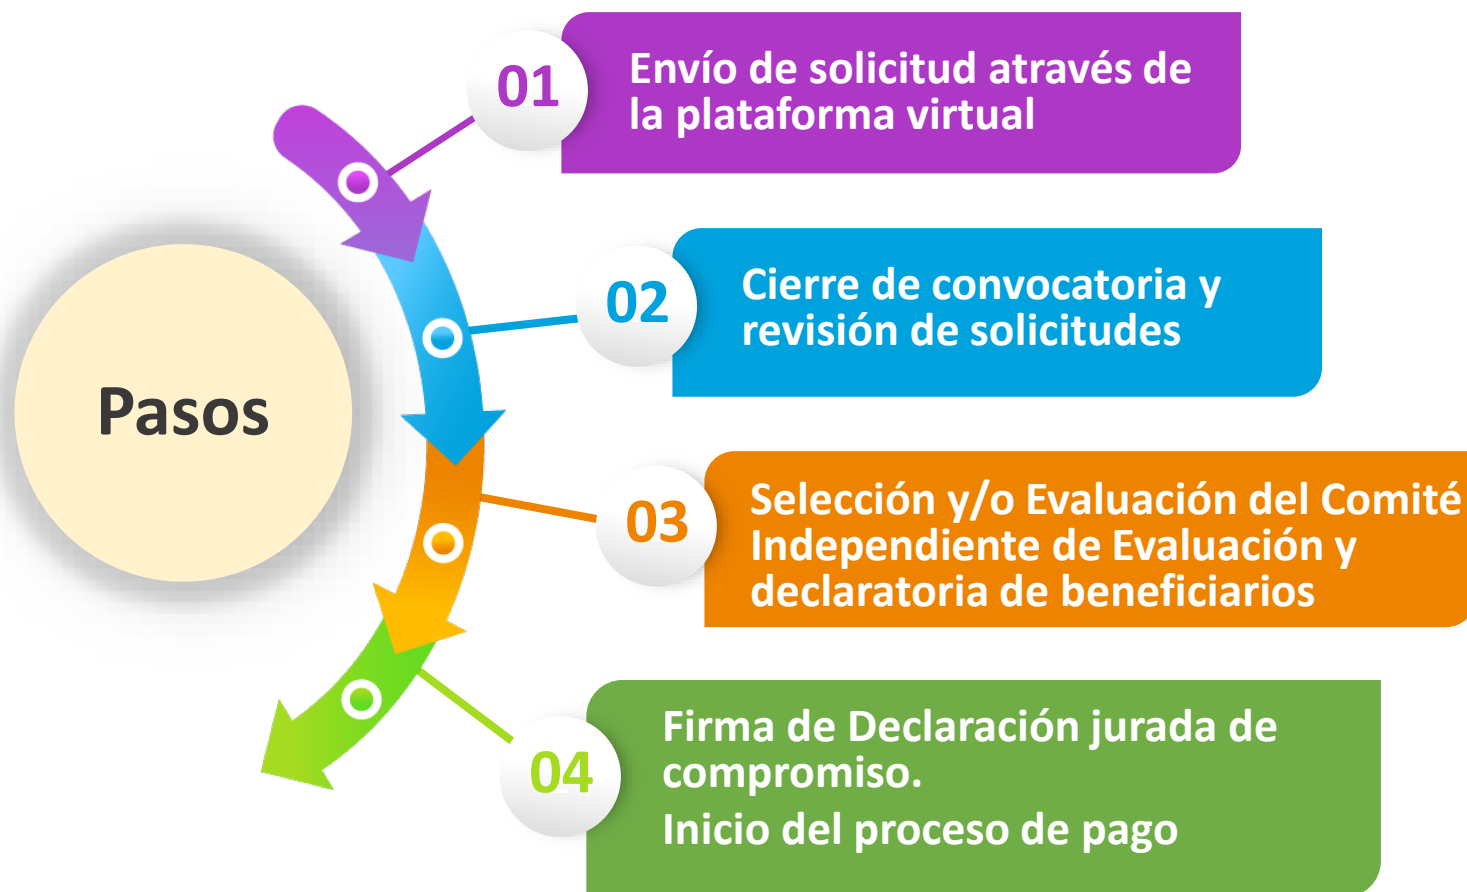 Pasos
01
Envío de solicitud através de
la plataforma virtual
02
Cierre de convocatoria y
revisión de solicitudes
03
Selección y/o Evaluación del Comité
Independiente de Evaluación y
declaratoria de beneficiarios
04
Firma de Declaración jurada de
compromiso.
Inicio del proceso de pago